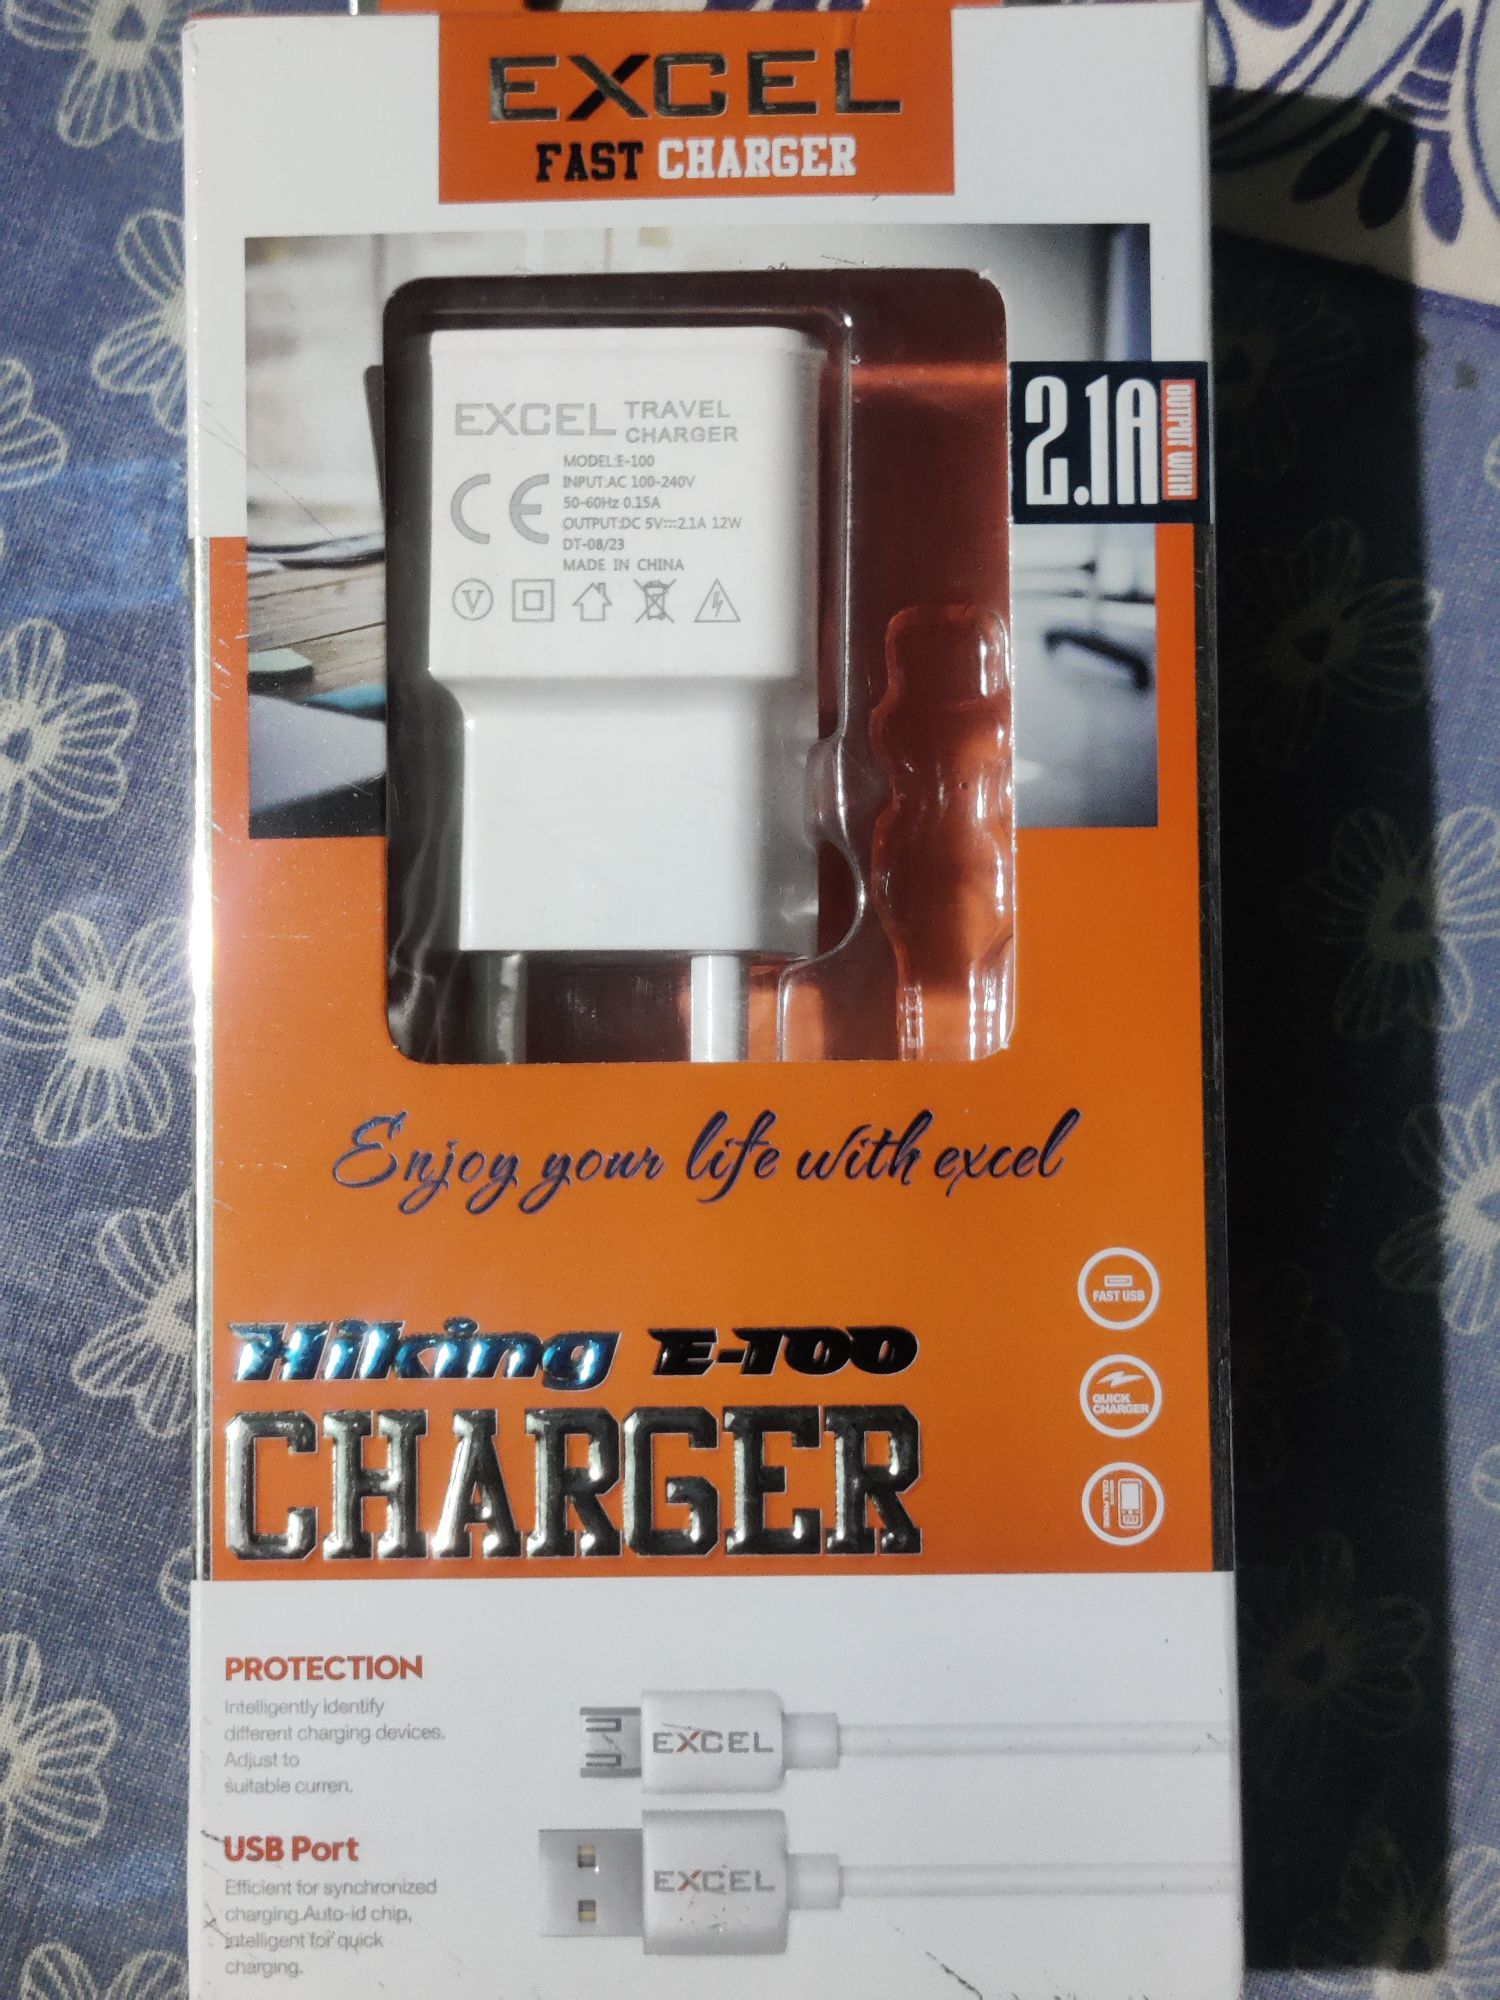 EXCEL
FAST CHARGER
EXCEL TRAVEL CHARGER
MODEL:E-100
INPUT:AC 100-240V
50-60Hz 0.15A
OUTPUT:DC 5V⎓2.1A 12W
DT-08/23
MADE IN CHINA
CE
V
2.1A
OUTPUT WITH
Enjoy your life with excel
FAST USB
Hiking E-100
CHARGER
QUICK
CHARGER
PROTECTION
Intelligently identify
different charging devices.
Adjust to
suitable curren.
EXCEL
USB Port
Efficient for synchronized
charging.Auto-id chip,
intelligent for quick
charging.
EXCEL